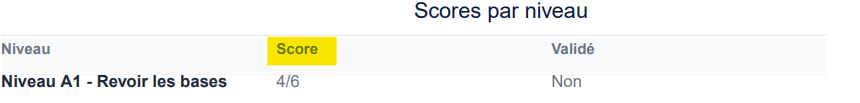 Scores par niveau
Niveau Score Validé
Niveau A1 - Revoir les bases 4/6 Non